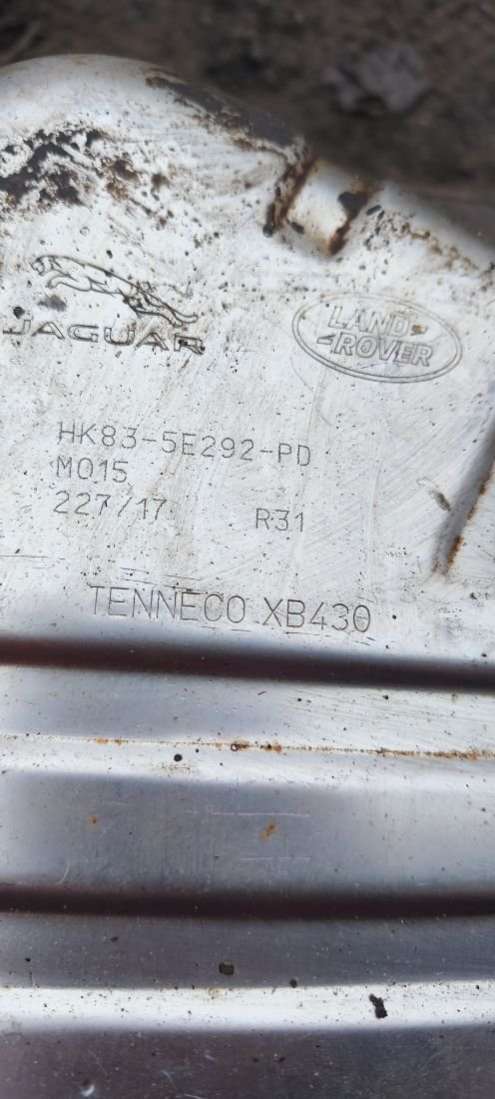 JAGUAR
LAND
ROVER
HK83-5E292-PD
M015
227/17 R31
TENNECO XB430